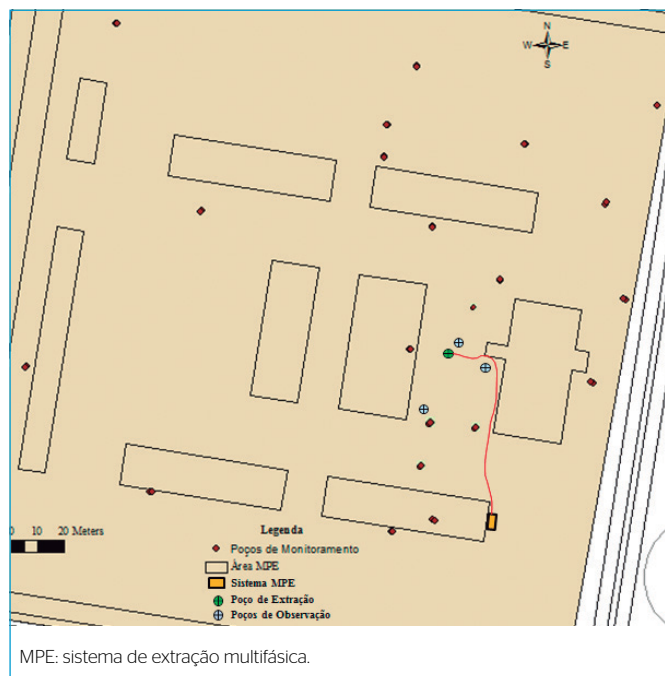 N
W E
S
0 10 20 Meters
Legenda
Poços de Monitoramento
Àrea MPE
Sistema MPE
Poço de Extração
Poços de Observação
MPE: sistema de extração multifásica.